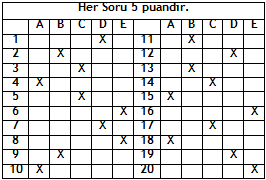 Her Soru 5 puandır.
A B C D E A B C D E
1 X 11 X
2 X 12 X
3 X 13 X
4 X 14 X
5 X 15 X
6 X 16 X
7 X 17 X
8 X 18 X
9 X 19 X
10 X 20 X